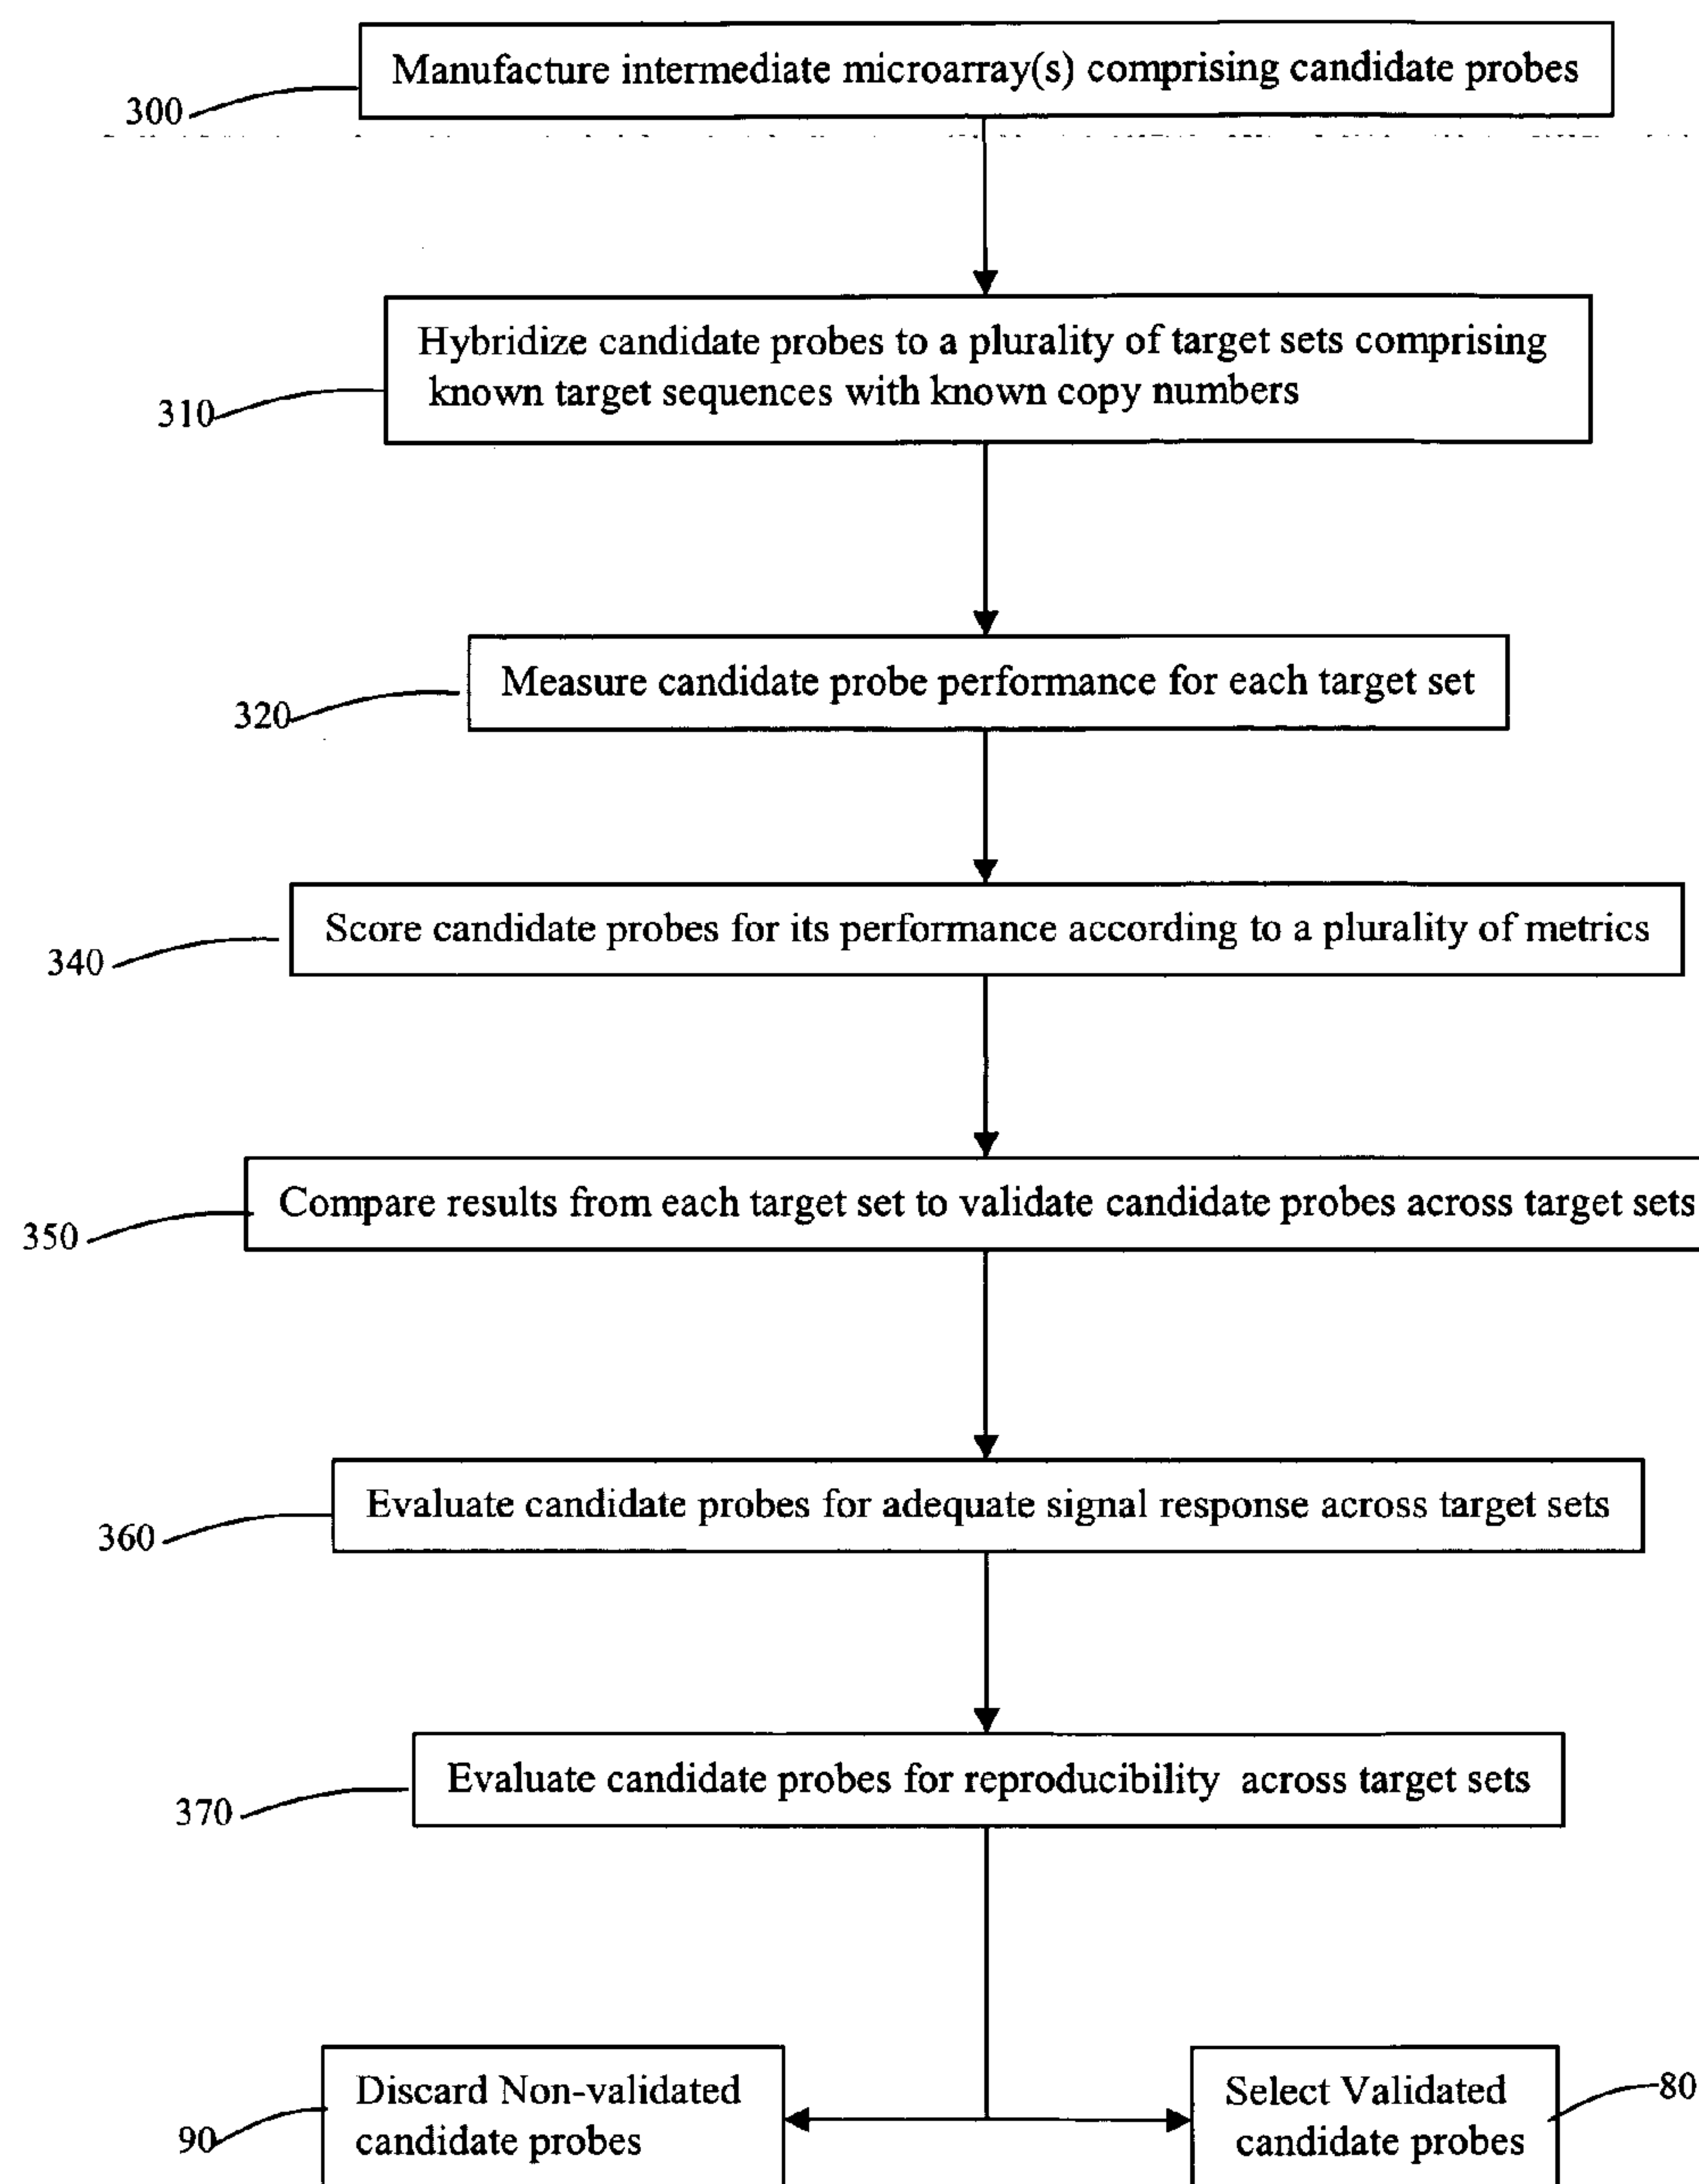 Manufacture intermediate microarray(s) comprising candidate probes
300
Hybridize candidate probes to a plurality of target sets comprising
known target sequences with known copy numbers
310
Measure candidate probe performance for each target set
320
Score candidate probes for its performance according to a plurality of metrics
340
Compare results from each target set to validate candidate probes across target sets
350
Evaluate candidate probes for adequate signal response across target sets
360
Evaluate candidate probes for reproducibility across target sets
370
Discard Non-validated
candidate probes
90
Select Validated
candidate probes
80